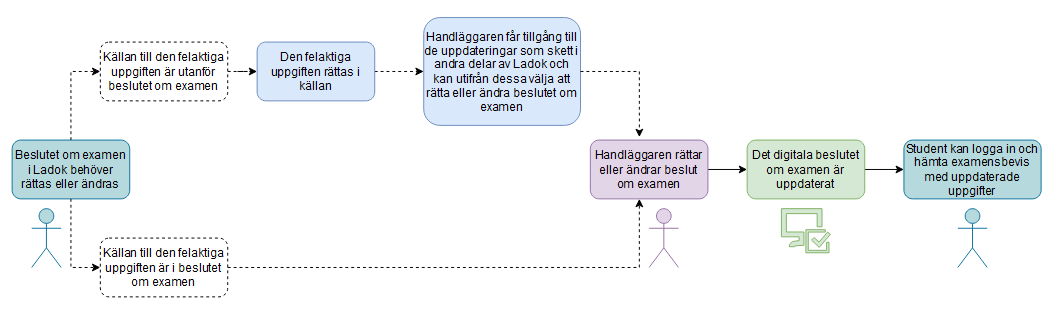 Källan till den felaktiga
uppgiften är utanför
beslutet om examen
Den felaktiga
uppgiften rättas i
källan
Handläggaren får tillgång till
de uppdateringar som skett i
andra delar av Ladok och
kan utifrån dessa välja att
rätta eller ändra beslutet om
examen
Beslutet om examen
i Ladok behöver
rättas eller ändras
Källan till den felaktiga
uppgiften är i beslutet
om examen
Handläggaren rättar
eller ändrar beslut
om examen
Det digitala beslutet
om examen är
uppdaterat
Student kan logga in och
hämta examensbevis
med uppdaterade
uppgifter